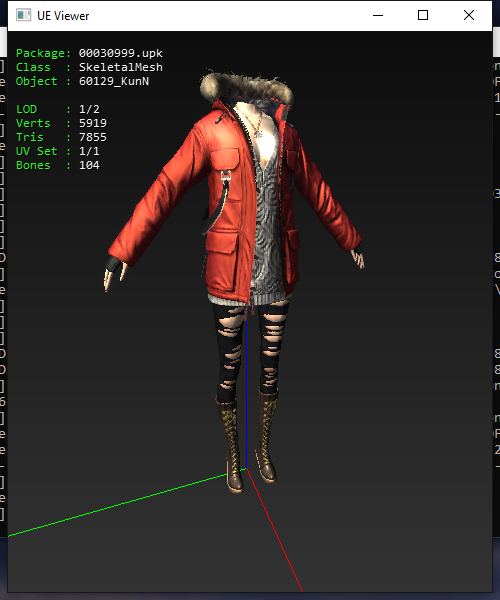 UE Viewer
Package: 00030999.upk
Class : SkeletalMesh
Object : 60129_KunN
LOD : 1/2
Verts : 5919
Tris : 7855
UV Set : 1/1
Bones : 104